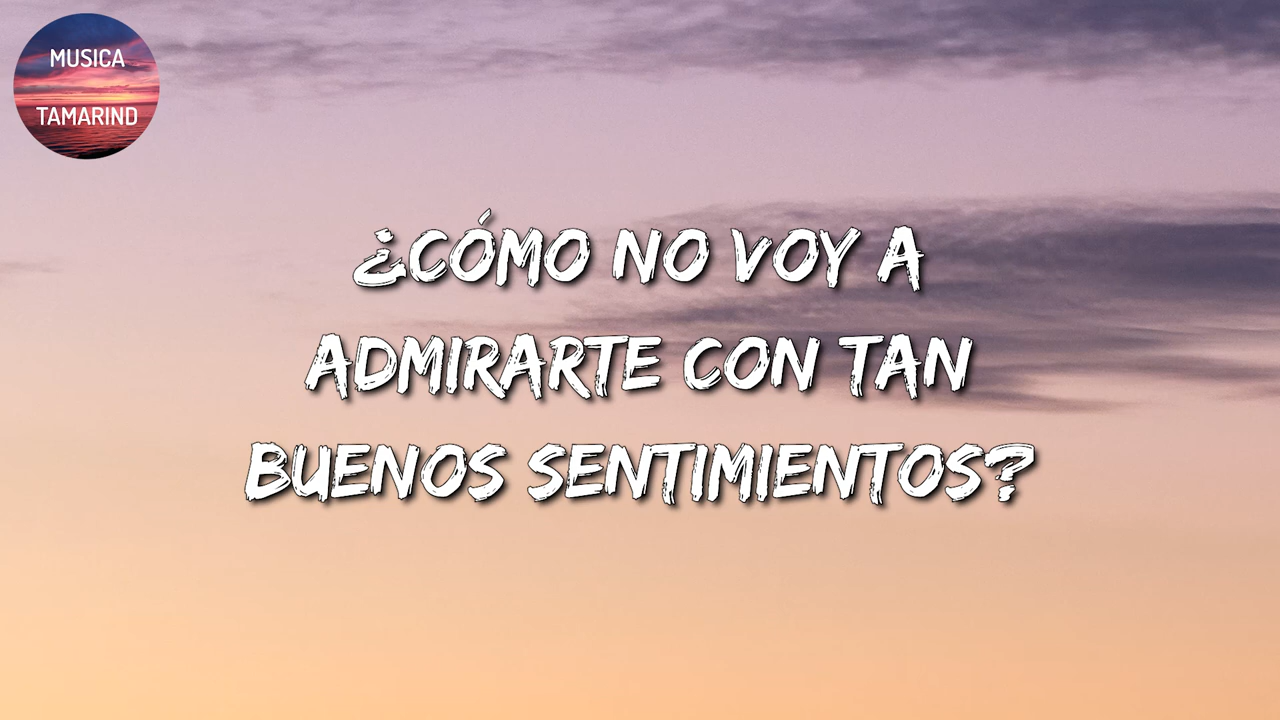 MUSICA
TAMARIND
¿CÓMO NO VOY A
ADMIRARTE CON TAN
BUENOS SENTIMIENTOS?